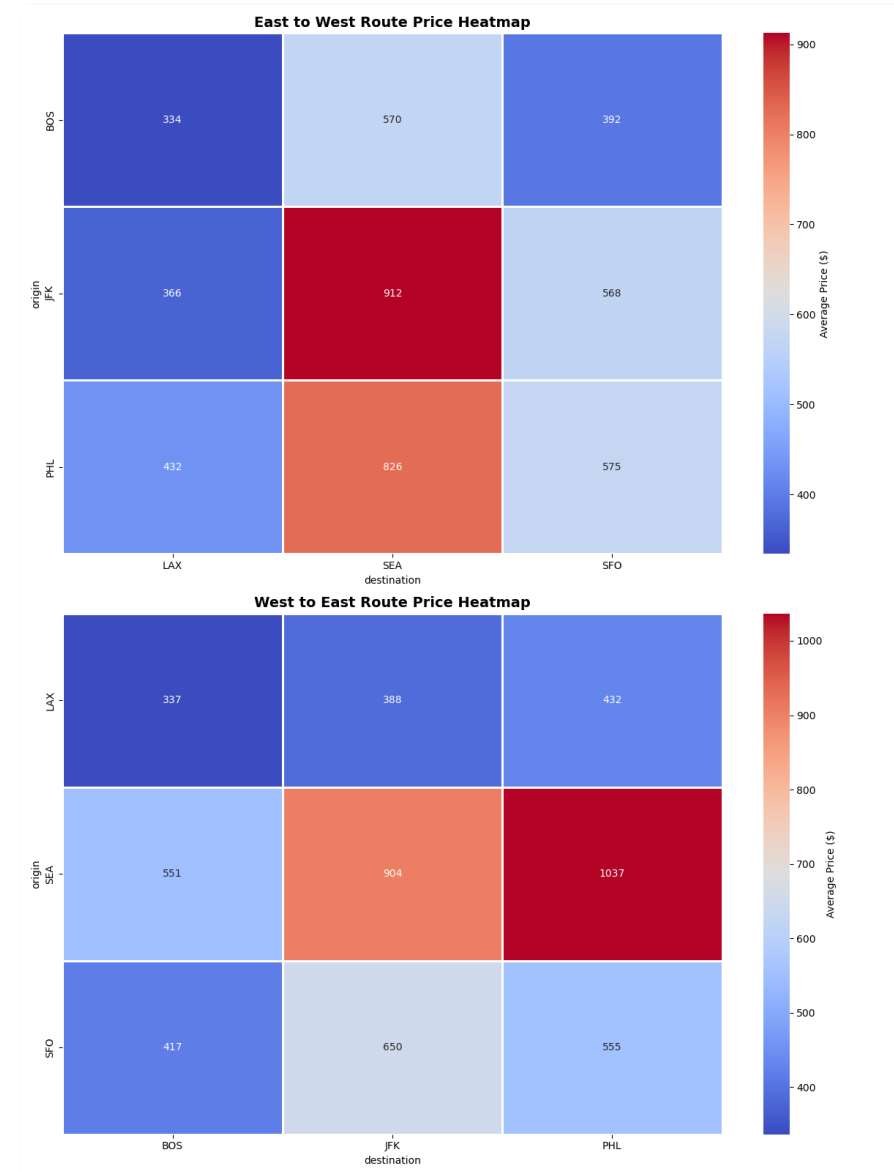 East to West Route Price Heatmap
BOS 334 570 392
origin
JFK 366 912 568
PHL 432 826 575
LAX SEA SFO
destination
900
800
700
600
500
400
Average Price ($)
West to East Route Price Heatmap
LAX 337 388 432
origin
SEA 551 904 1037
SFO 417 650 555
BOS JFK PHL
destination
1000
900
800
700
600
500
400
Average Price ($)